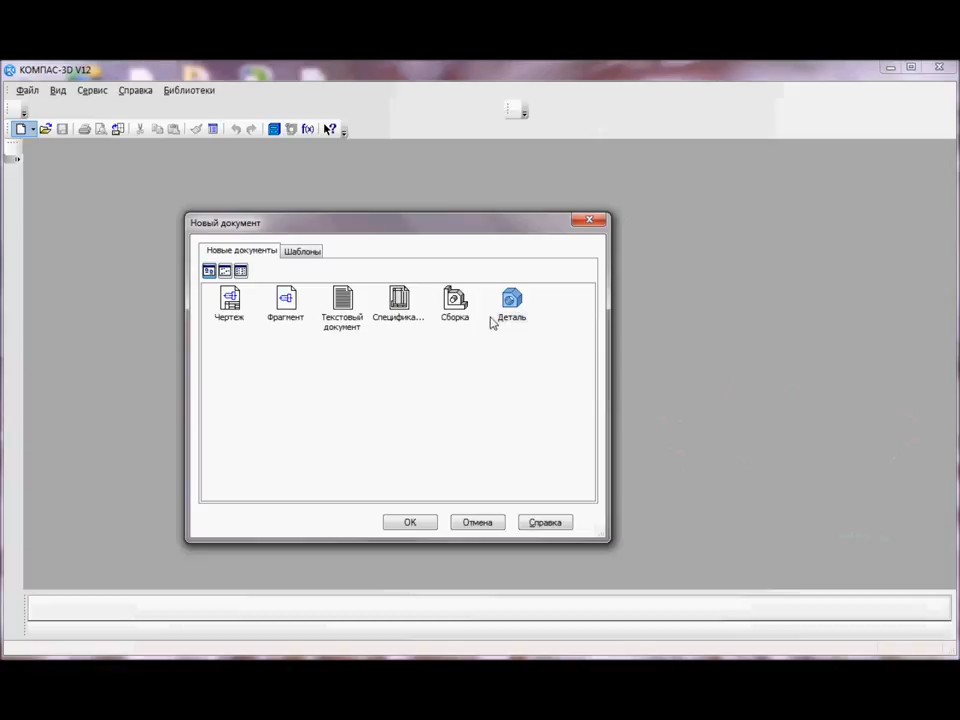 КОМПАС-3D V12
Файл Вид Сервис Справка Библиотеки
f(x)
Новый документ
Новые документы Шаблоны
Чертеж Фрагмент Текстовый документ Специфика... Сборка Деталь
OK Отмена Справка